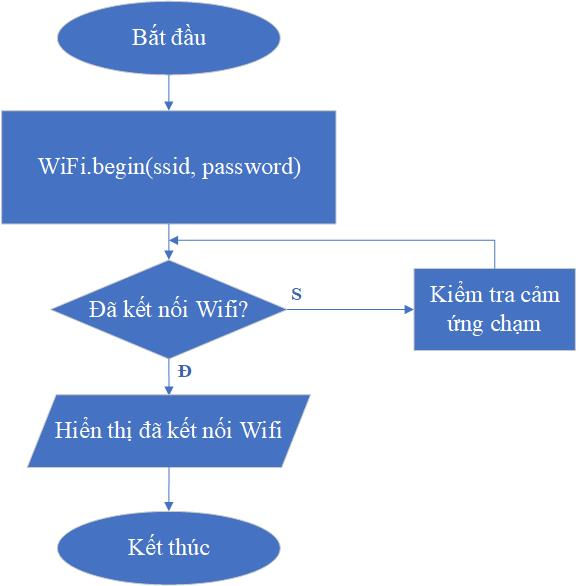 Bắt đầu
WiFi.begin(ssid, password)
Đã kết nối Wifi?
S
Kiểm tra cảm
ứng chạm
Đ
Hiển thị đã kết nối Wifi
Kết thúc